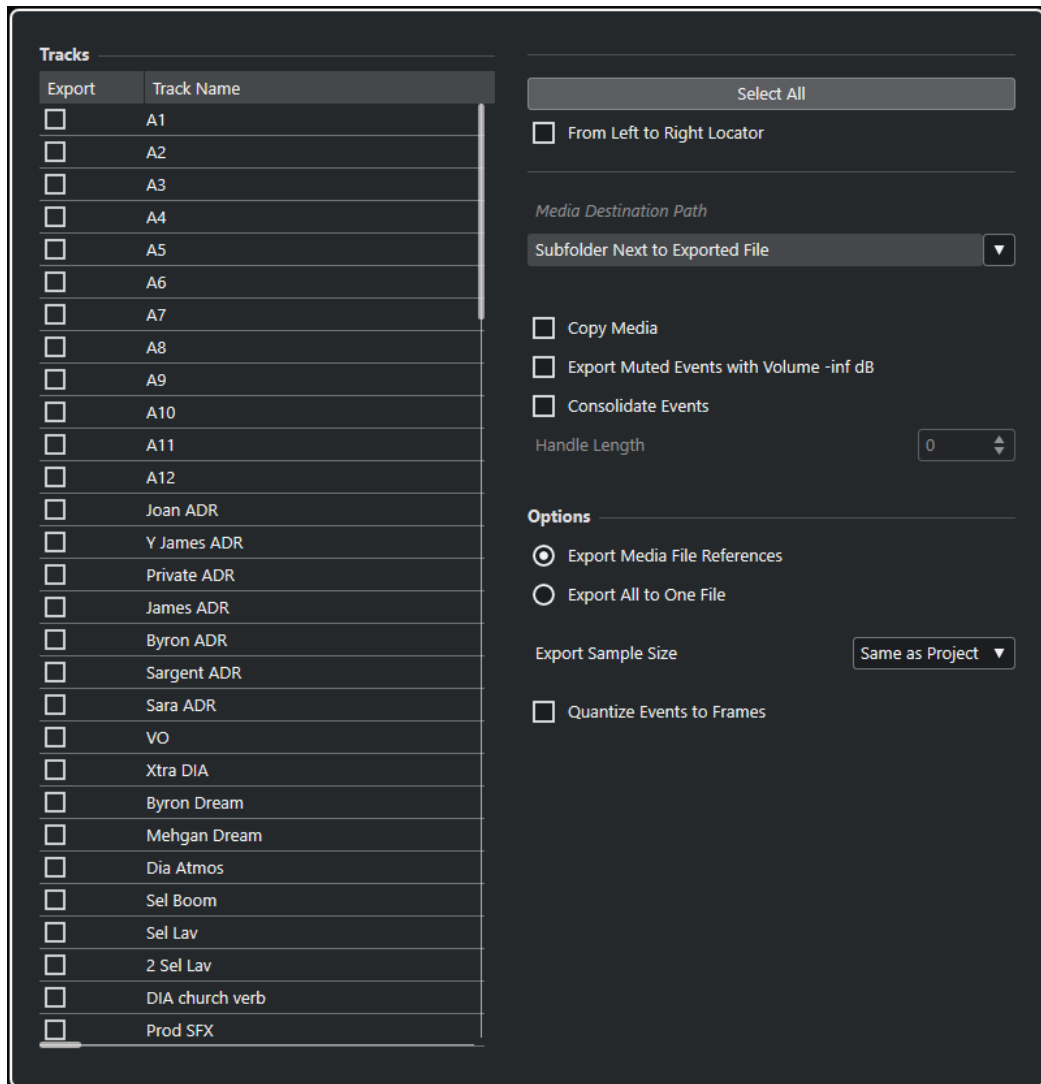 Tracks
Export Track Name
A1
A2
A3
A4
A5
A6
A7
A8
A9
A10
A11
A12
Joan ADR
Y James ADR
Private ADR
James ADR
Byron ADR
Sargent ADR
Sara ADR
VO
Xtra DIA
Byron Dream
Mehgan Dream
Dia Atmos
Sel Boom
Sel Lav
2 Sel Lav
DIA church verb
Prod SFX
Select All
From Left to Right Locator
Media Destination Path
Subfolder Next to Exported File
Copy Media
Export Muted Events with Volume -inf dB
Consolidate Events
Handle Length 0
Options
Export Media File References
Export All to One File
Export Sample Size Same as Project
Quantize Events to Frames